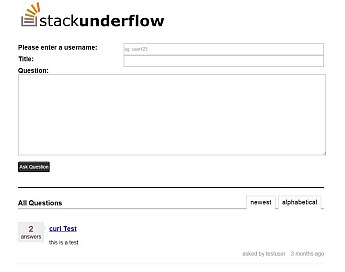 stackunderflow
Please enter a username:
eg. user123
Title:
Question:
Ask Question
All Questions
newest
alphabetical
2
answers
curl Test
this is a test
asked by testuser 3 months ago